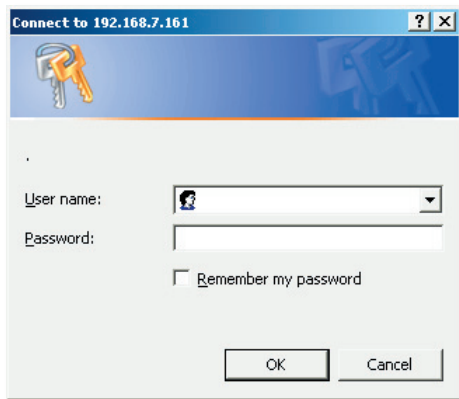 Connect to 192.168.7.161
.
User name:
Password:
Remember my password
OK Cancel